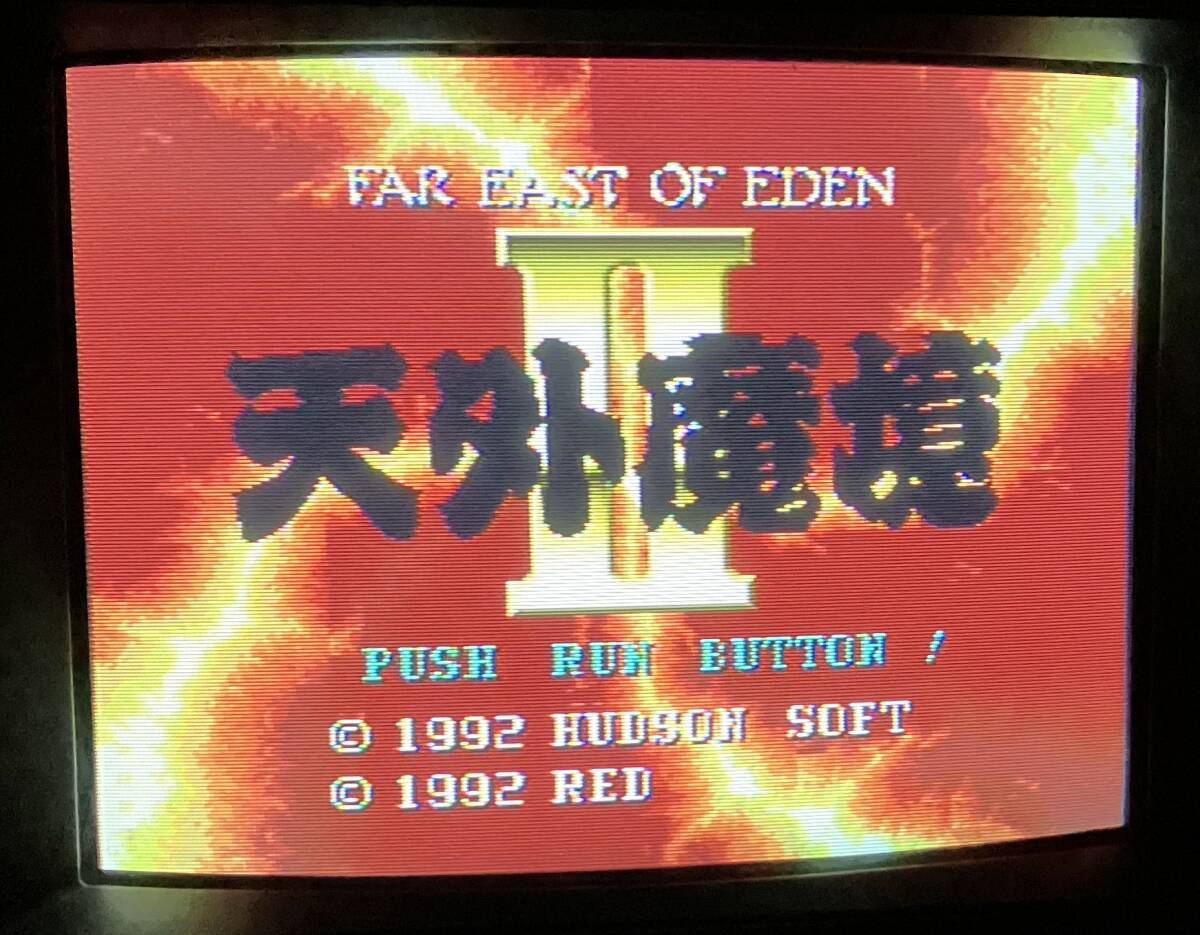 FAR EAST OF EDEN
II
天外魔境
PUSH RUN BUTTON !
© 1992 HUDSON SOFT
© 1992 RED